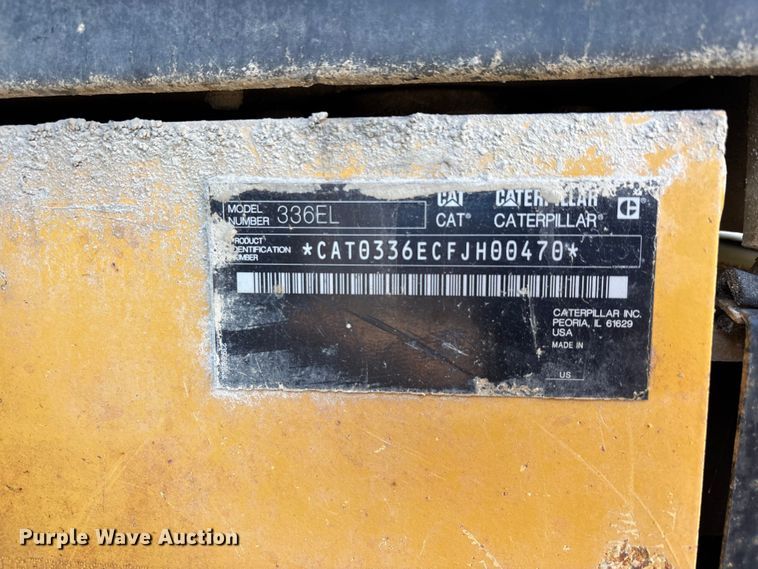 MODEL NUMBER 336EL
CAT CATERPILLAR
CAT® CATERPILLAR®
PRODUCT IDENTIFICATION NUMBER *CAT0336ECFJH00470*
CATERPILLAR INC.
PEORIA, IL 61629
USA
MADE IN
US
Purple Wave Auction